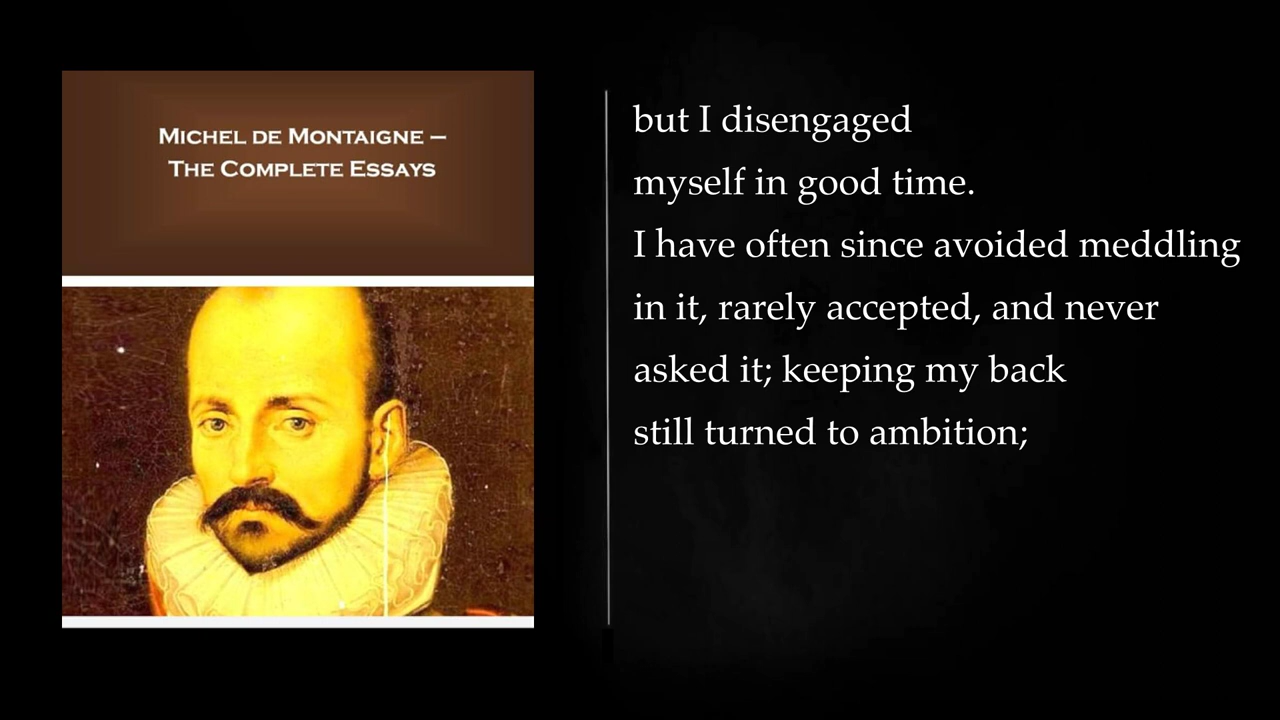 MICHEL DE MONTAIGNE –
THE COMPLETE ESSAYS
but I disengaged
myself in good time.
I have often since avoided meddling
in it, rarely accepted, and never
asked it; keeping my back
still turned to ambition;